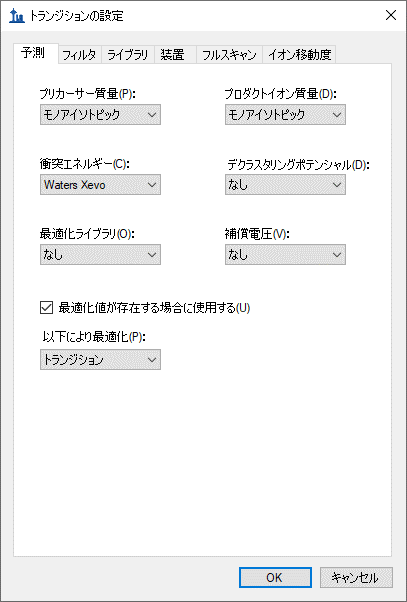 トランジションの設定
予測 フィルタ ライブラリ 装置 フルスキャン イオン移動度
プリカーサー質量(P): プロダクトイオン質量(D):
モノアイソトピック モノアイソトピック
衝突エネルギー(C): デクラスタリングポテンシャル(D):
Waters Xevo なし
最適化ライブラリ(O): 補償電圧(V):
なし なし
最適化値が存在する場合に使用する(U)
以下により最適化(P):
トランジション
OK キャンセル